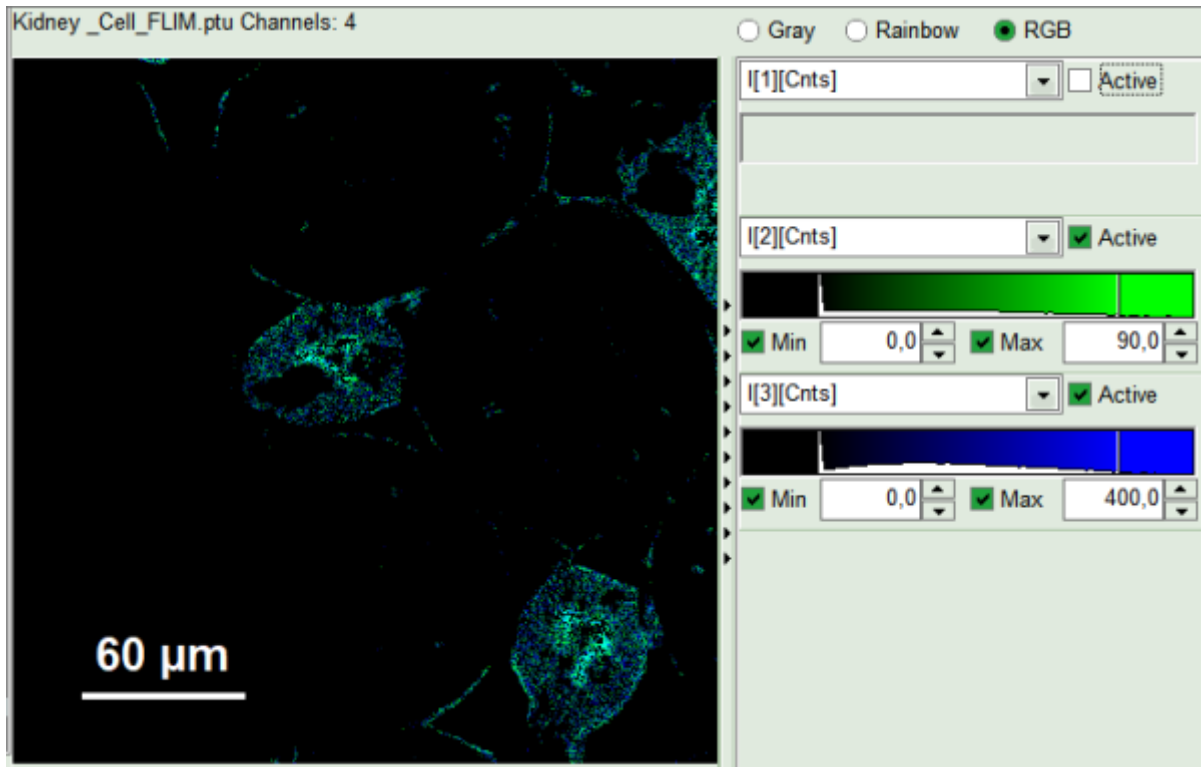 Kidney _Cell_FLIM.ptu Channels: 4
Gray Rainbow RGB
I[1][Cnts] Active
I[2][Cnts] Active
Min 0,0 Max 90,0
I[3][Cnts] Active
Min 0,0 Max 400,0
60 µm